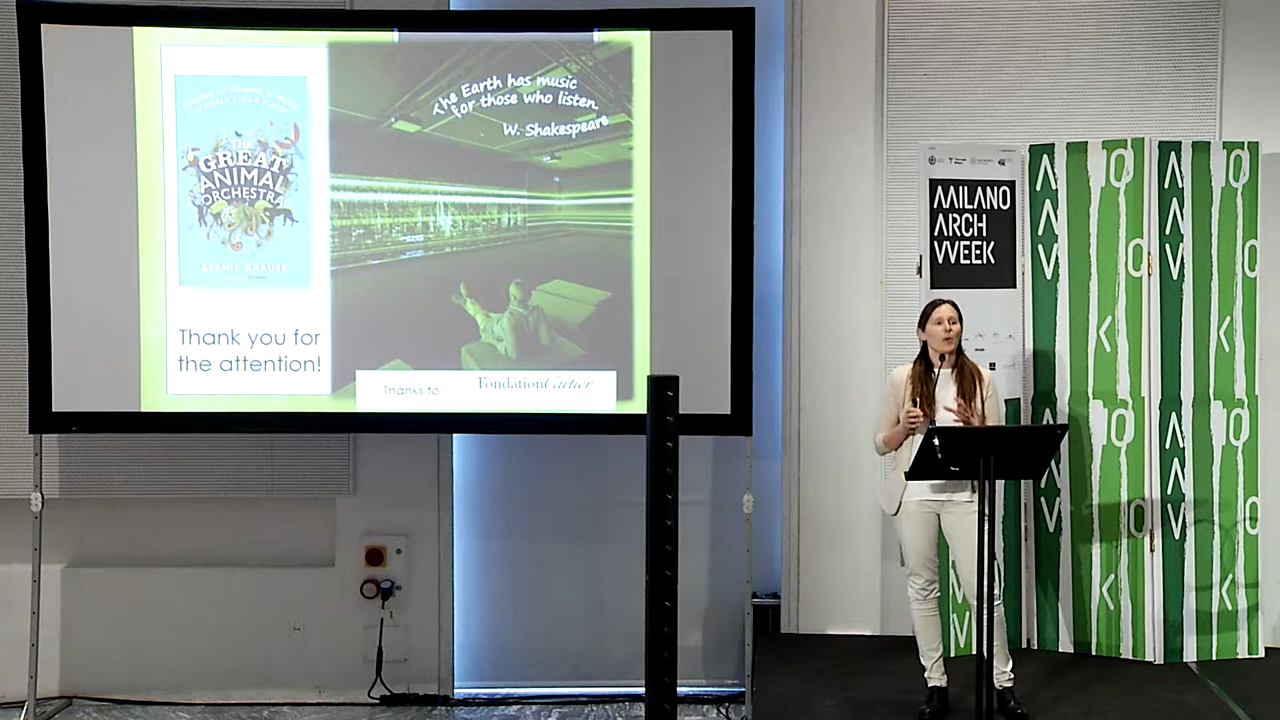 THE
GREAT
ANIMAL
ORCHESTRA
BERNIE KRAUSE
Thank you for
the attention!
The Earth has music
for those who listen.
W. Shakespeare
Thanks to:
FondationCartier
MILANO
ARCH
WEEK